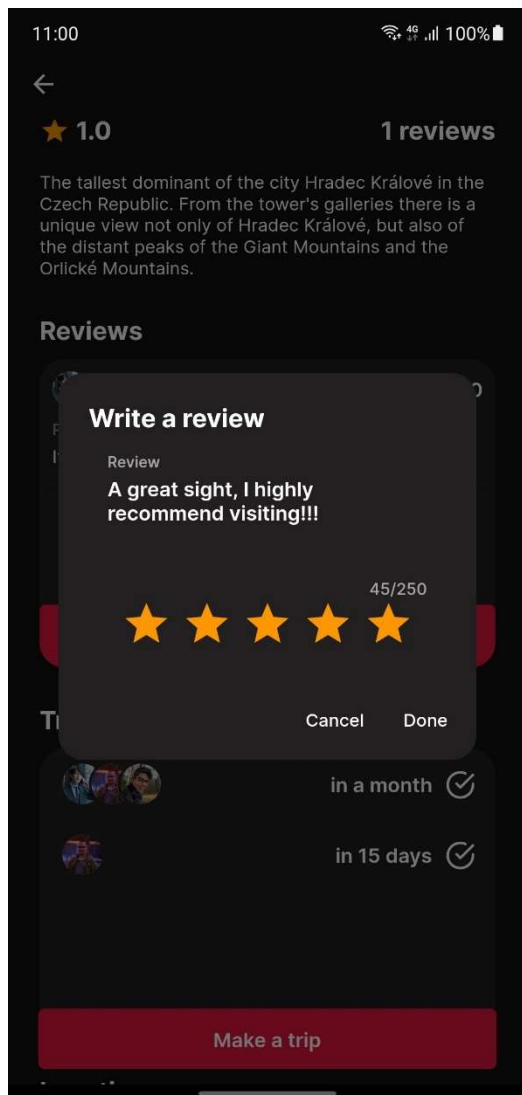 11:00
4G
100%
1.0
1 reviews
The tallest dominant of the city Hradec Králové in the
Czech Republic. From the tower's galleries there is a
unique view not only of Hradec Králové, but also of
the distant peaks of the Giant Mountains and the
Orlické Mountains.
Reviews
Write a review
Review
A great sight, I highly
recommend visiting!!!
45/250
Cancel
Done
in a month
in 15 days
Make a trip